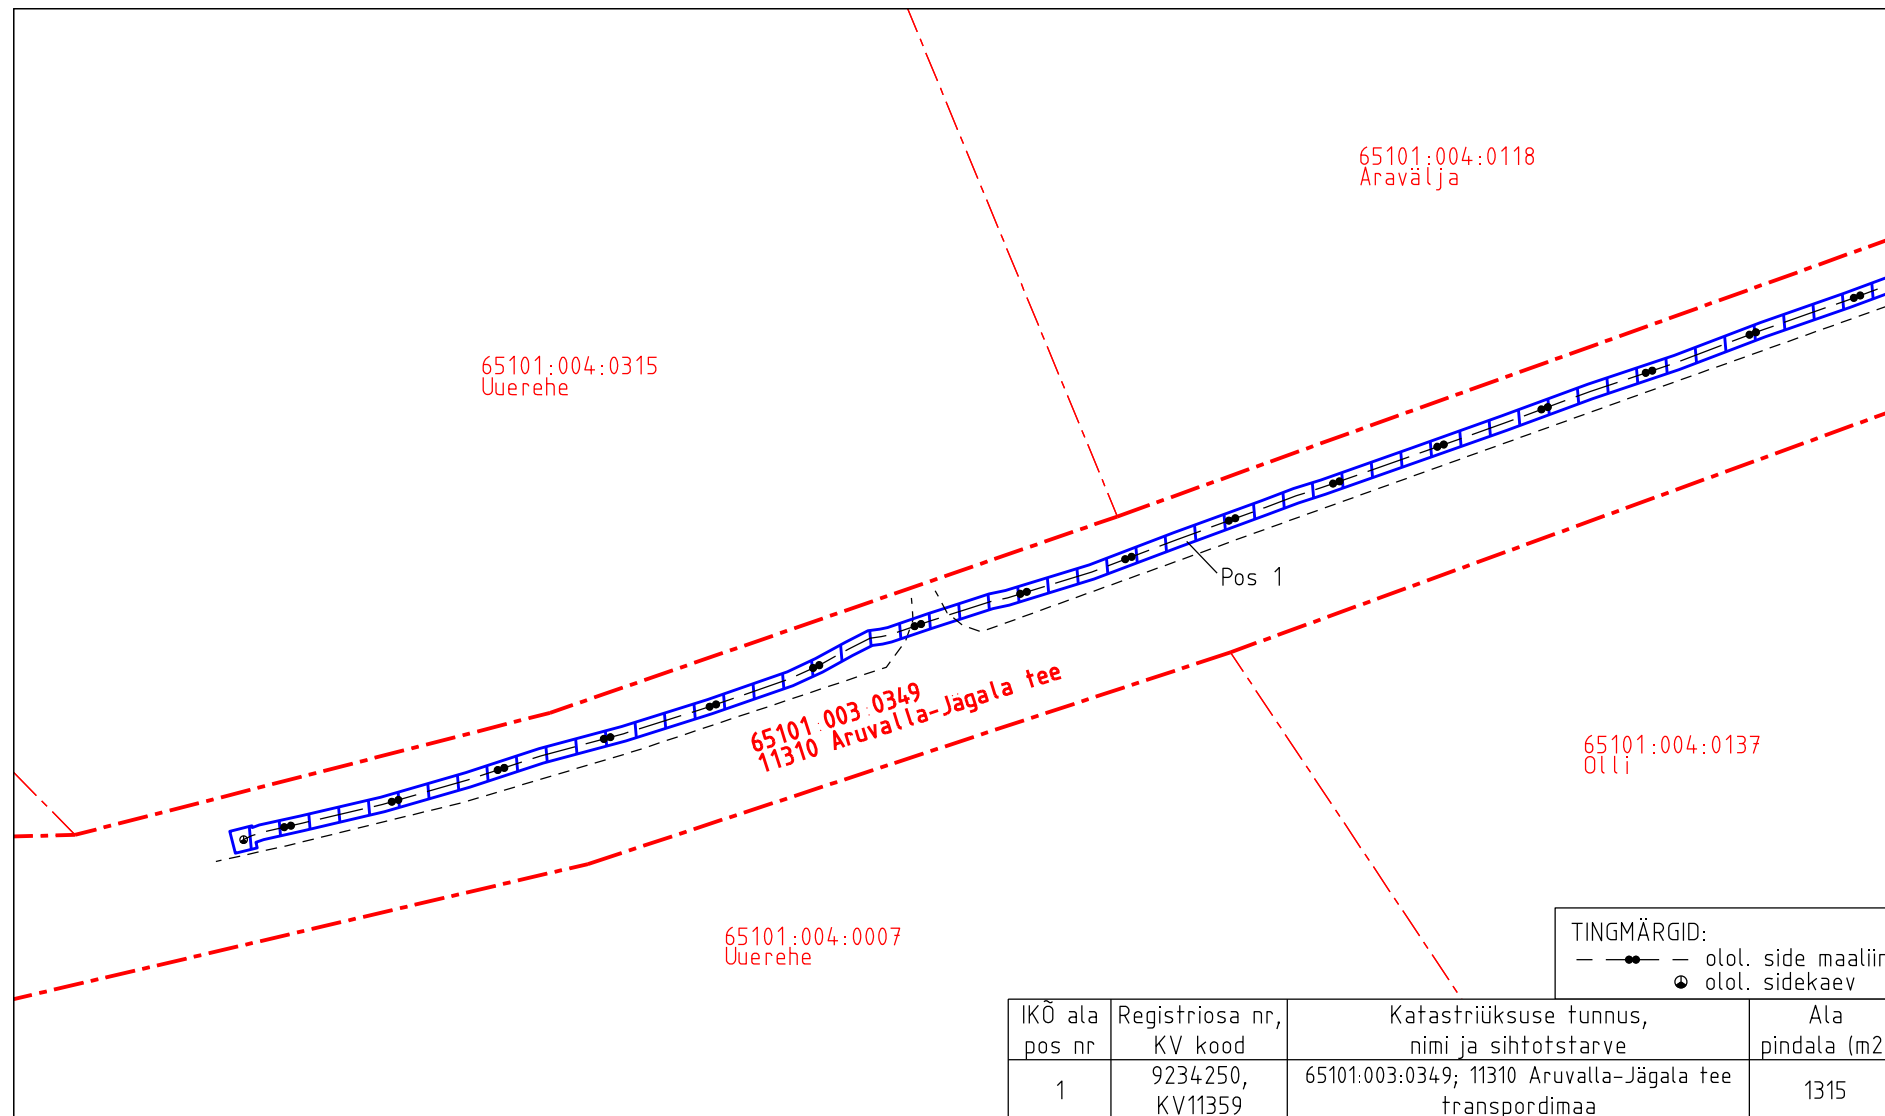 65101:004:0118
Aravälja
65101:004:0315
Uuerehe
Pos 1
65101:003:0349
11310 Aruvalla-Jägala tee
65101:004:0137
Olli
65101:004:0007
Uuerehe
TINGMÄRGID:
olol. side maaliin
olol. sidekaev
IKÕ ala
pos nr
Registriosa nr,
KV kood
Katastriüksuse tunnus,
nimi ja sihtotstarve
Ala
pindala (m2
1
9234250,
KV11359
65101:003:0349; 11310 Aruvalla-Jägala tee
transpordimaa
1315